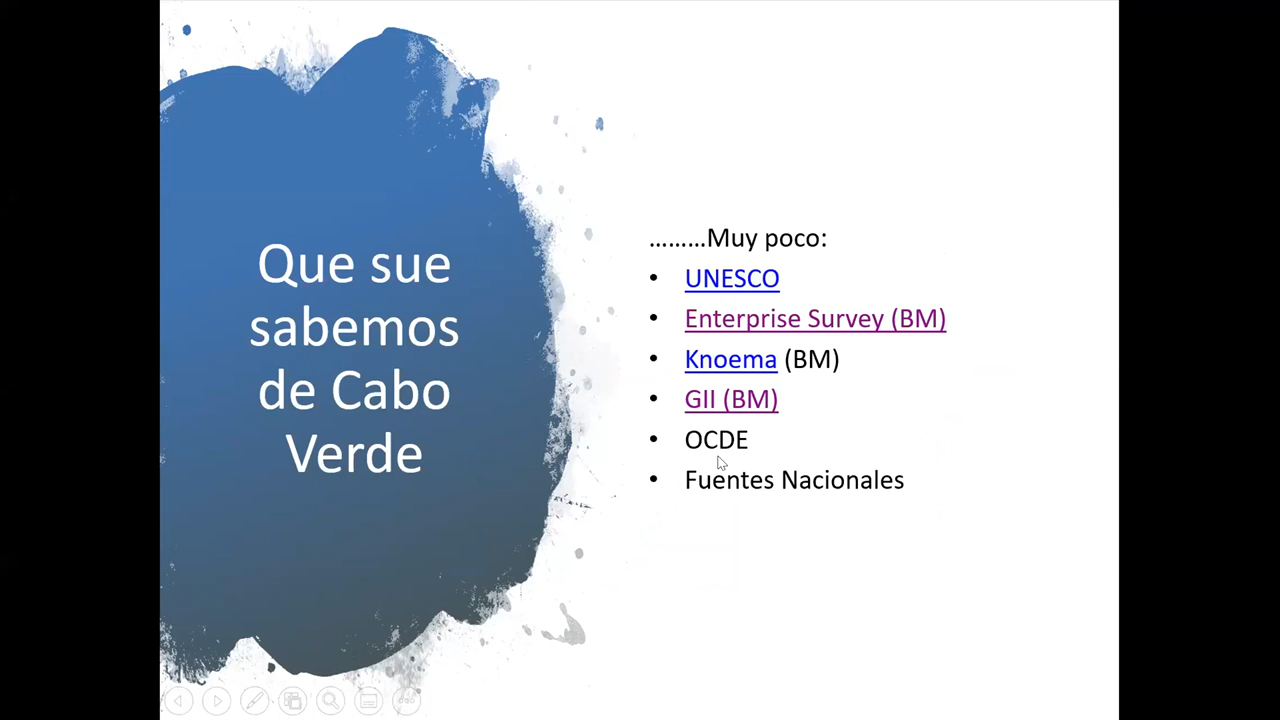 Que sue
sabemos
de Cabo
Verde
.........Muy poco:
• UNESCO
• Enterprise Survey (BM)
• Knoema (BM)
• GII (BM)
• OCDE
• Fuentes Nacionales